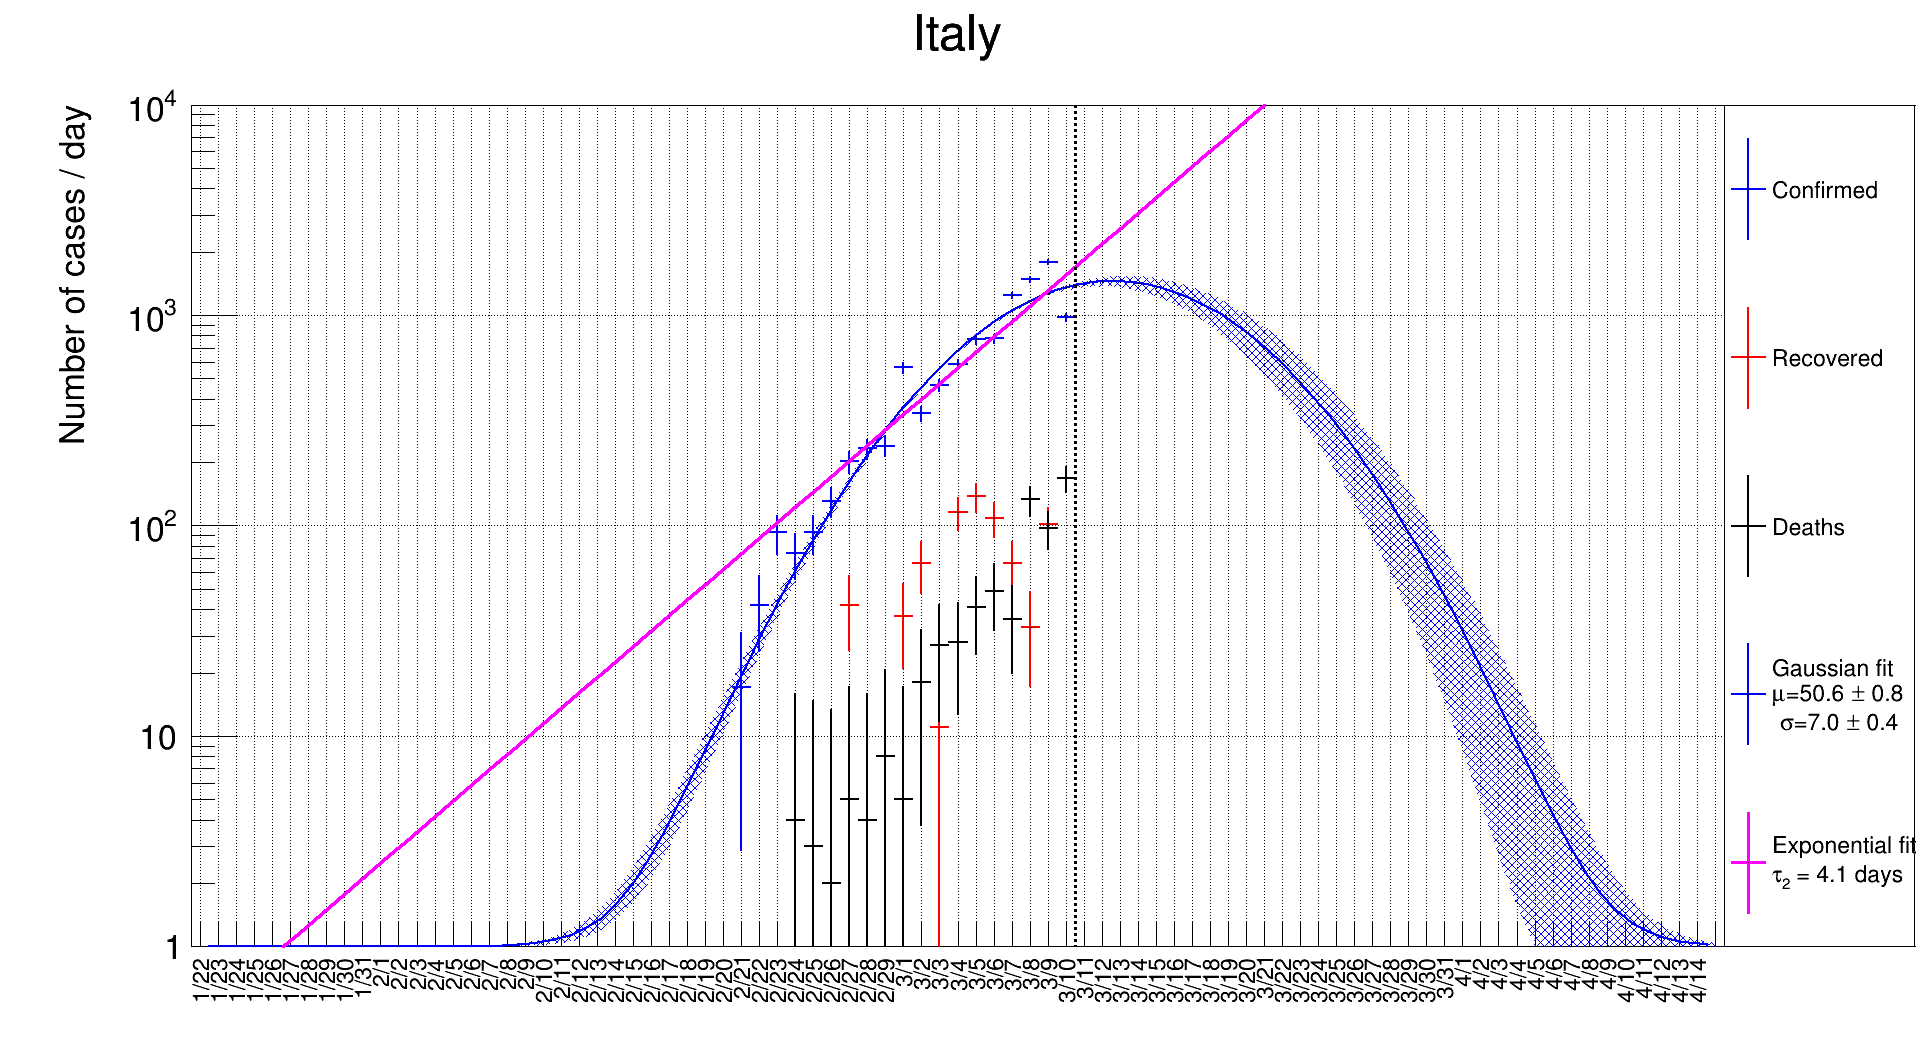 Italy
Number of cases / day
10⁴
10³
10²
10
1
1/22 1/23 1/24 1/25 1/26 1/27 1/28 1/29 1/30 1/31 2/1 2/2 2/3 2/4 2/5 2/6 2/7 2/8 2/9 2/10 2/11 2/12 2/13 2/14 2/15 2/16 2/17 2/18 2/19 2/20 2/21 2/22 2/23 2/24 2/25 2/26 2/27 2/28 2/29 3/1 3/2 3/3 3/4 3/5 3/6 3/7 3/8 3/9 3/10 3/11 3/12 3/13 3/14 3/15 3/16 3/17 3/18 3/19 3/20 3/21 3/22 3/23 3/24 3/25 3/26 3/27 3/28 3/29 3/30 3/31 4/1 4/2 4/3 4/4 4/5 4/6 4/7 4/8 4/9 4/10 4/11 4/12 4/13 4/14
Confirmed
Recovered
Deaths
Gaussian fit
μ=50.6 ± 0.8
σ=7.0 ± 0.4
Exponential fit
τ₂ = 4.1 days